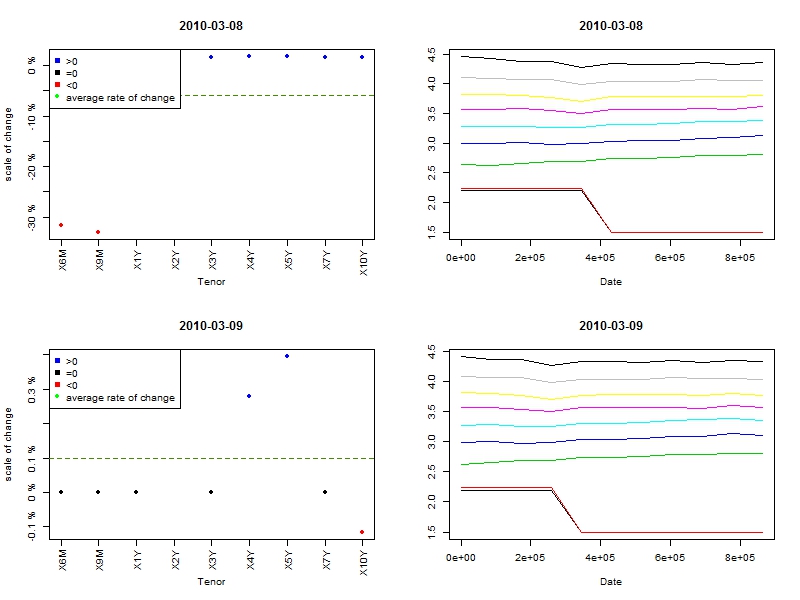 2010-03-08
0 %
-10 %
-20 %
-30 %
scale of change
>0
=0
<0
average rate of change
X6M
X9M
X1Y
X2Y
X3Y
X4Y
X5Y
X7Y
X10Y
Tenor
2010-03-08
4.5
4.0
3.5
3.0
2.5
2.0
1.5
0e+00
2e+05
4e+05
6e+05
8e+05
Date
2010-03-09
0.3 %
0.1 %
0 %
-0.1 %
scale of change
>0
=0
<0
average rate of change
X6M
X9M
X1Y
X2Y
X3Y
X4Y
X5Y
X7Y
X10Y
Tenor
2010-03-09
4.5
4.0
3.5
3.0
2.5
2.0
1.5
0e+00
2e+05
4e+05
6e+05
8e+05
Date